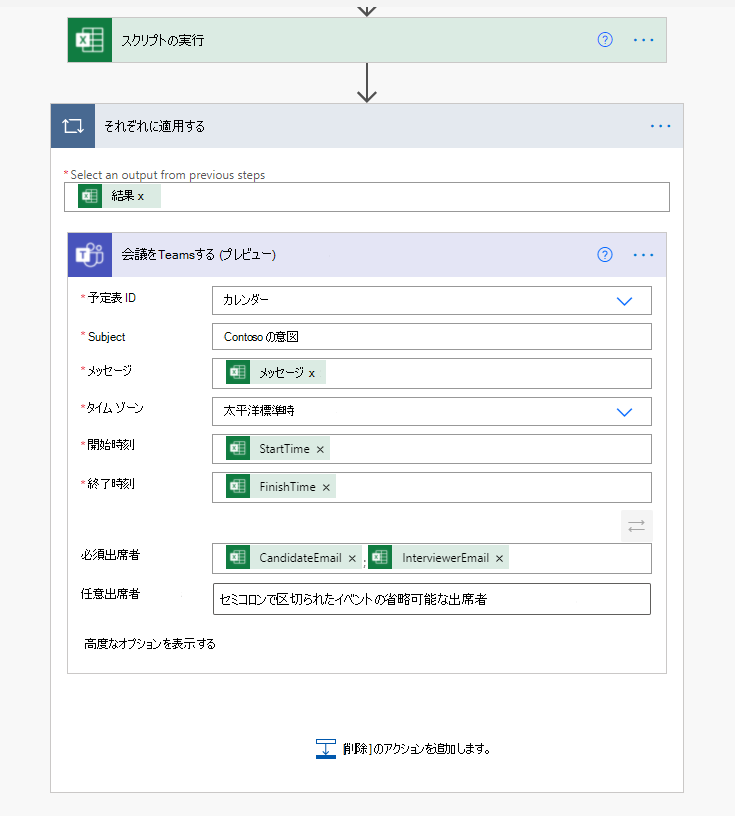 スクリプトの実行
それぞれに適用する
*Select an output from previous steps
結果 x
会議をTeamsする (プレビュー)
*予定表 ID
カレンダー
*Subject
Contoso の意図
*メッセージ
メッセージ x
*タイム ゾーン
太平洋標準時
*開始時刻
StartTime ×
*終了時刻
FinishTime ×
必須出席者
CandidateEmail × ; InterviewerEmail ×
任意出席者
セミコロンで区切られたイベントの省略可能な出席者
高度なオプションを表示する
[削除]のアクションを追加します。